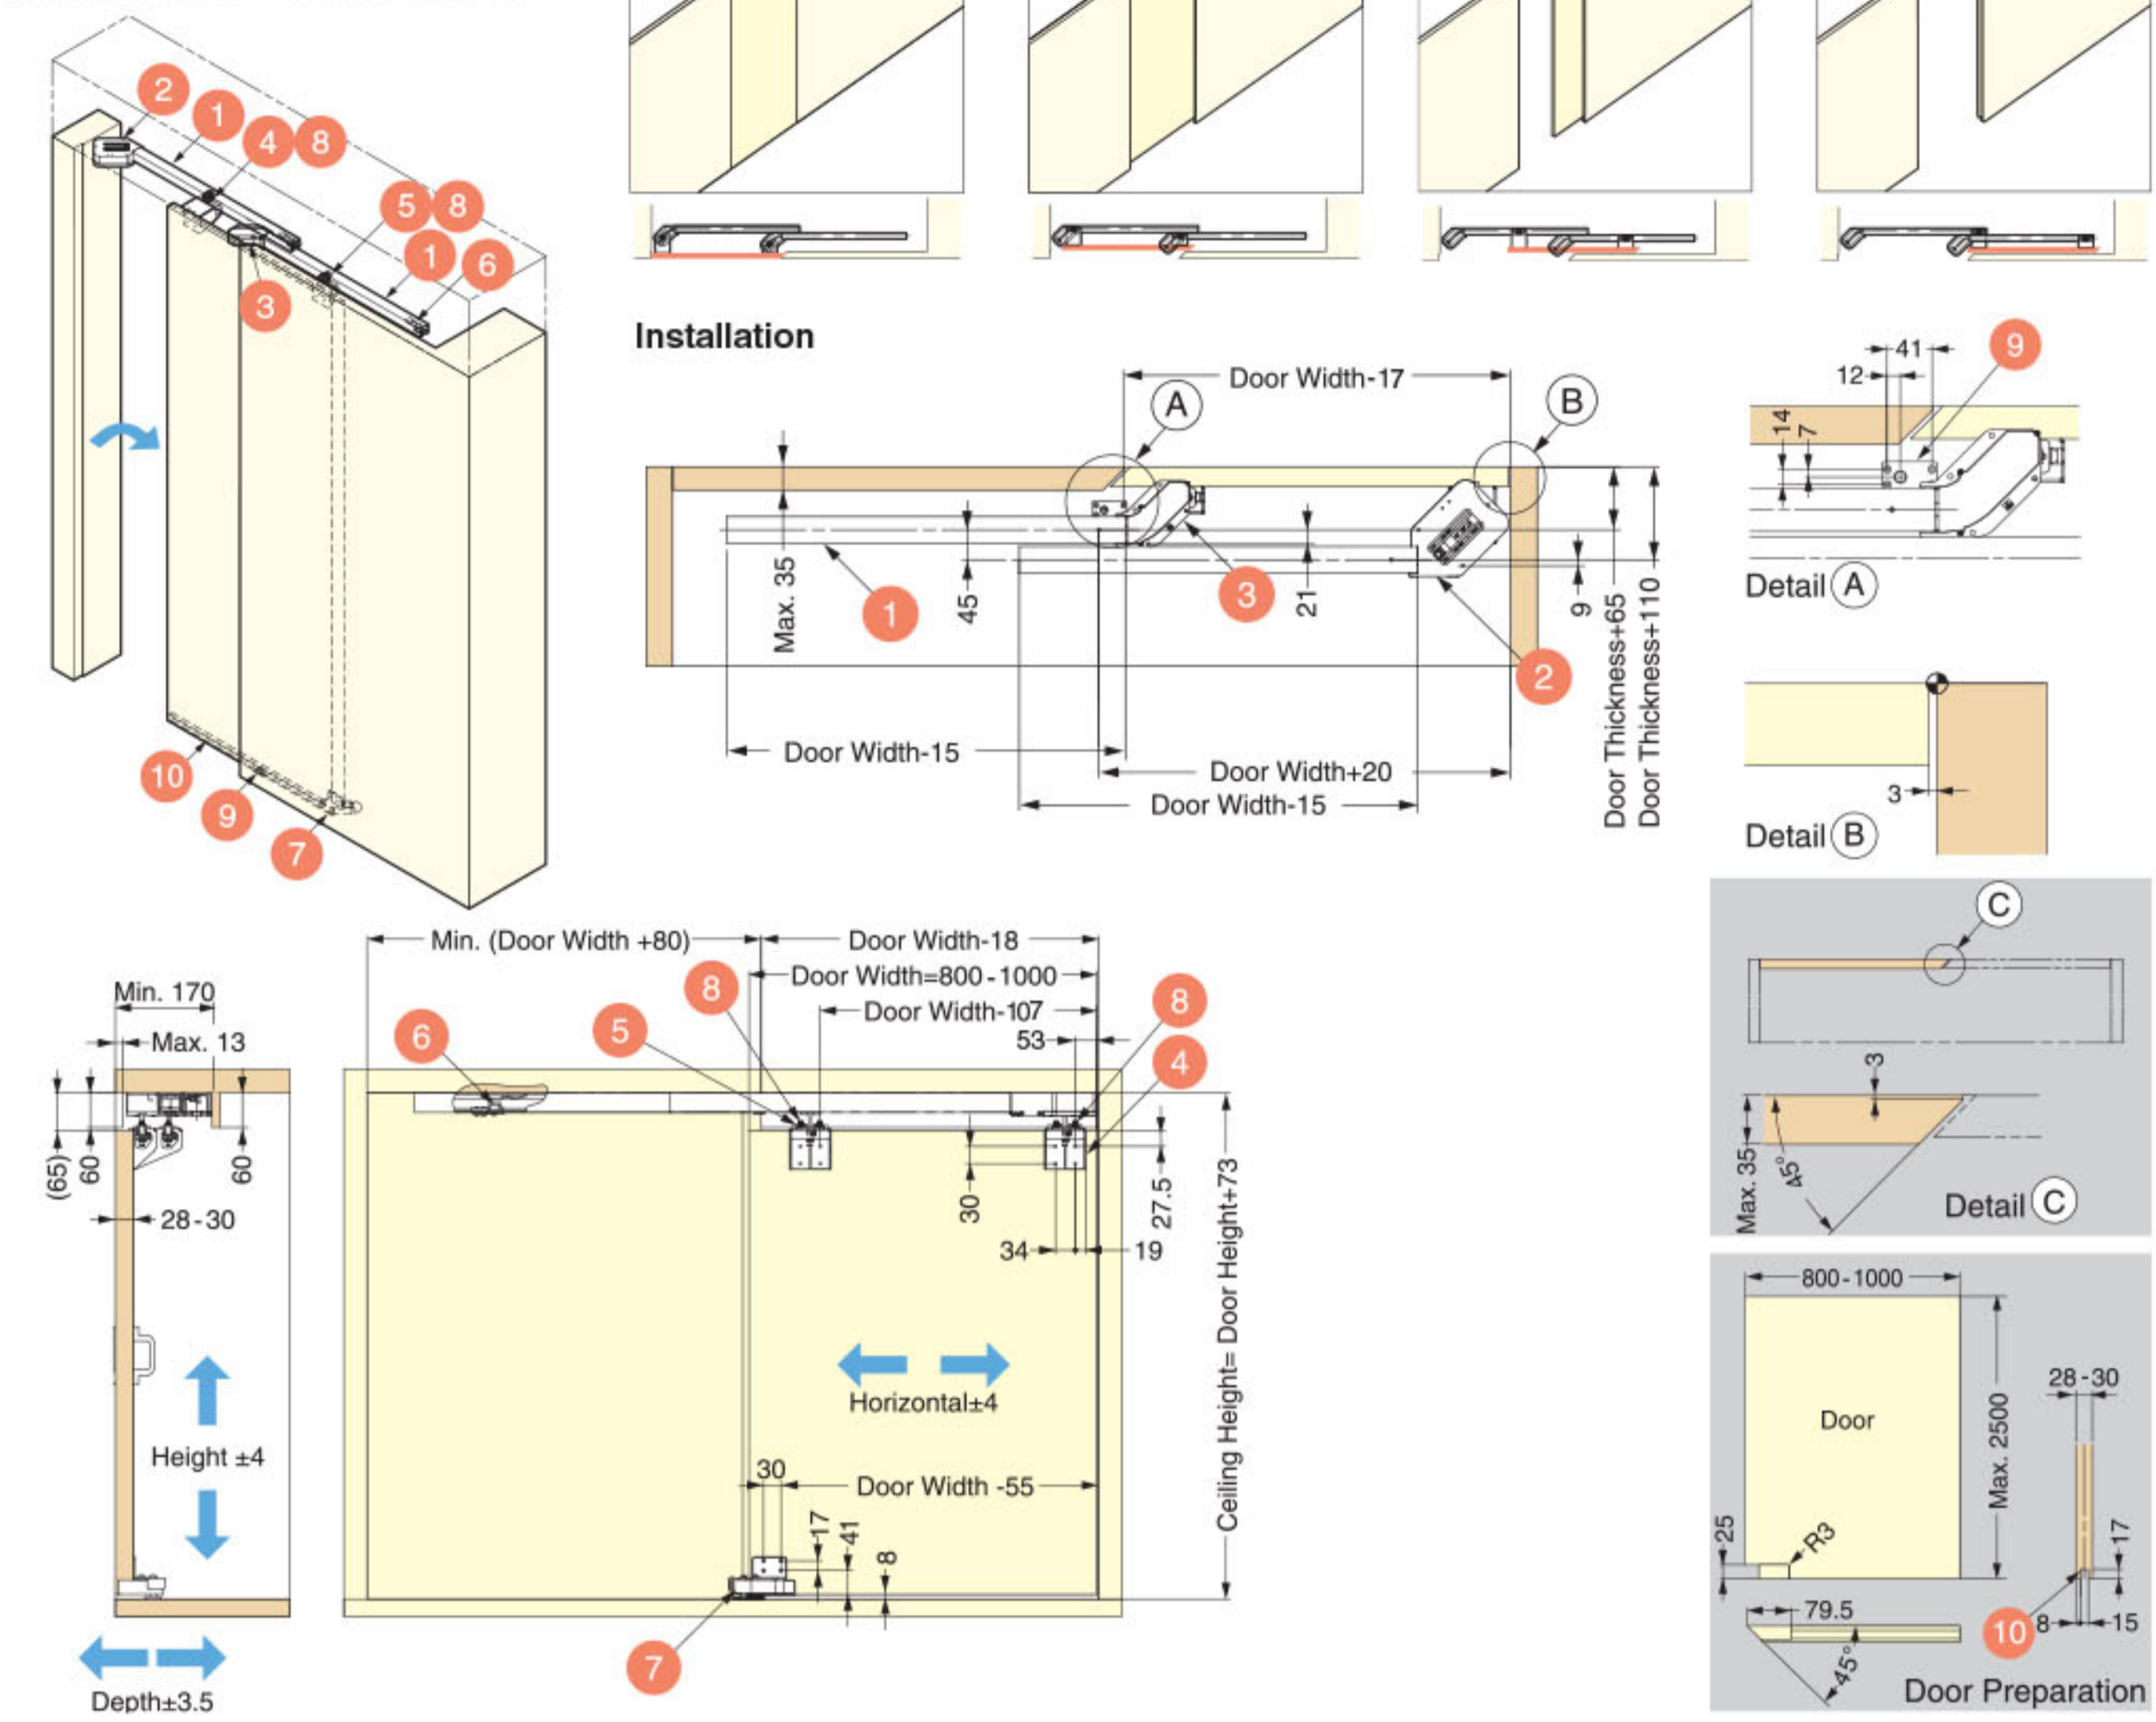 2
1
4
8
5
8
1
6
3
10
9
7
Installation
Door Width-17
A
B
Max. 35
45
21
9
Door Thickness+65
Door Thickness+110
1
3
2
Door Width-15
Door Width+20
Door Width-15
41
9
12
14
7
Detail A
3
Detail B
Min. (Door Width +80)
Door Width-18
Door Width=800-1000
Door Width-107
53
8
8
5
4
6
Min. 170
Max. 13
(65)
60
60
28-30
30
27.5
34
19
Ceiling Height= Door Height+73
Horizontal±4
Height ±4
30
Door Width -55
17
41
8
7
Depth±3.5
C
3
Max. 35
45°
Detail C
800-1000
28-30
Door
Max. 2500
25
R3
17
79.5
10
8
15
45°
Door Preparation